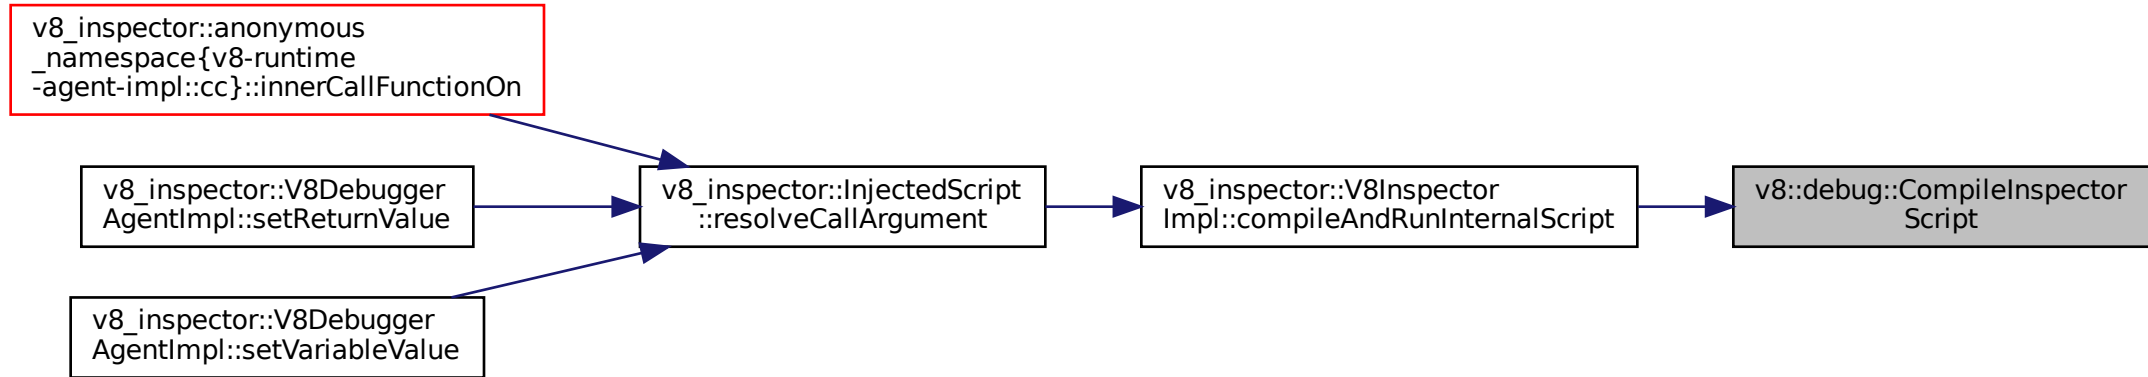 v8_inspector::anonymous
_namespace{v8-runtime
-agent-impl::cc}::innerCallFunctionOn
v8_inspector::V8Debugger
AgentImpl::setReturnValue
v8_inspector::V8Debugger
AgentImpl::setVariableValue
v8_inspector::InjectedScript
::resolveCallArgument
v8_inspector::V8Inspector
Impl::compileAndRunInternalScript
v8::debug::CompileInspector
Script